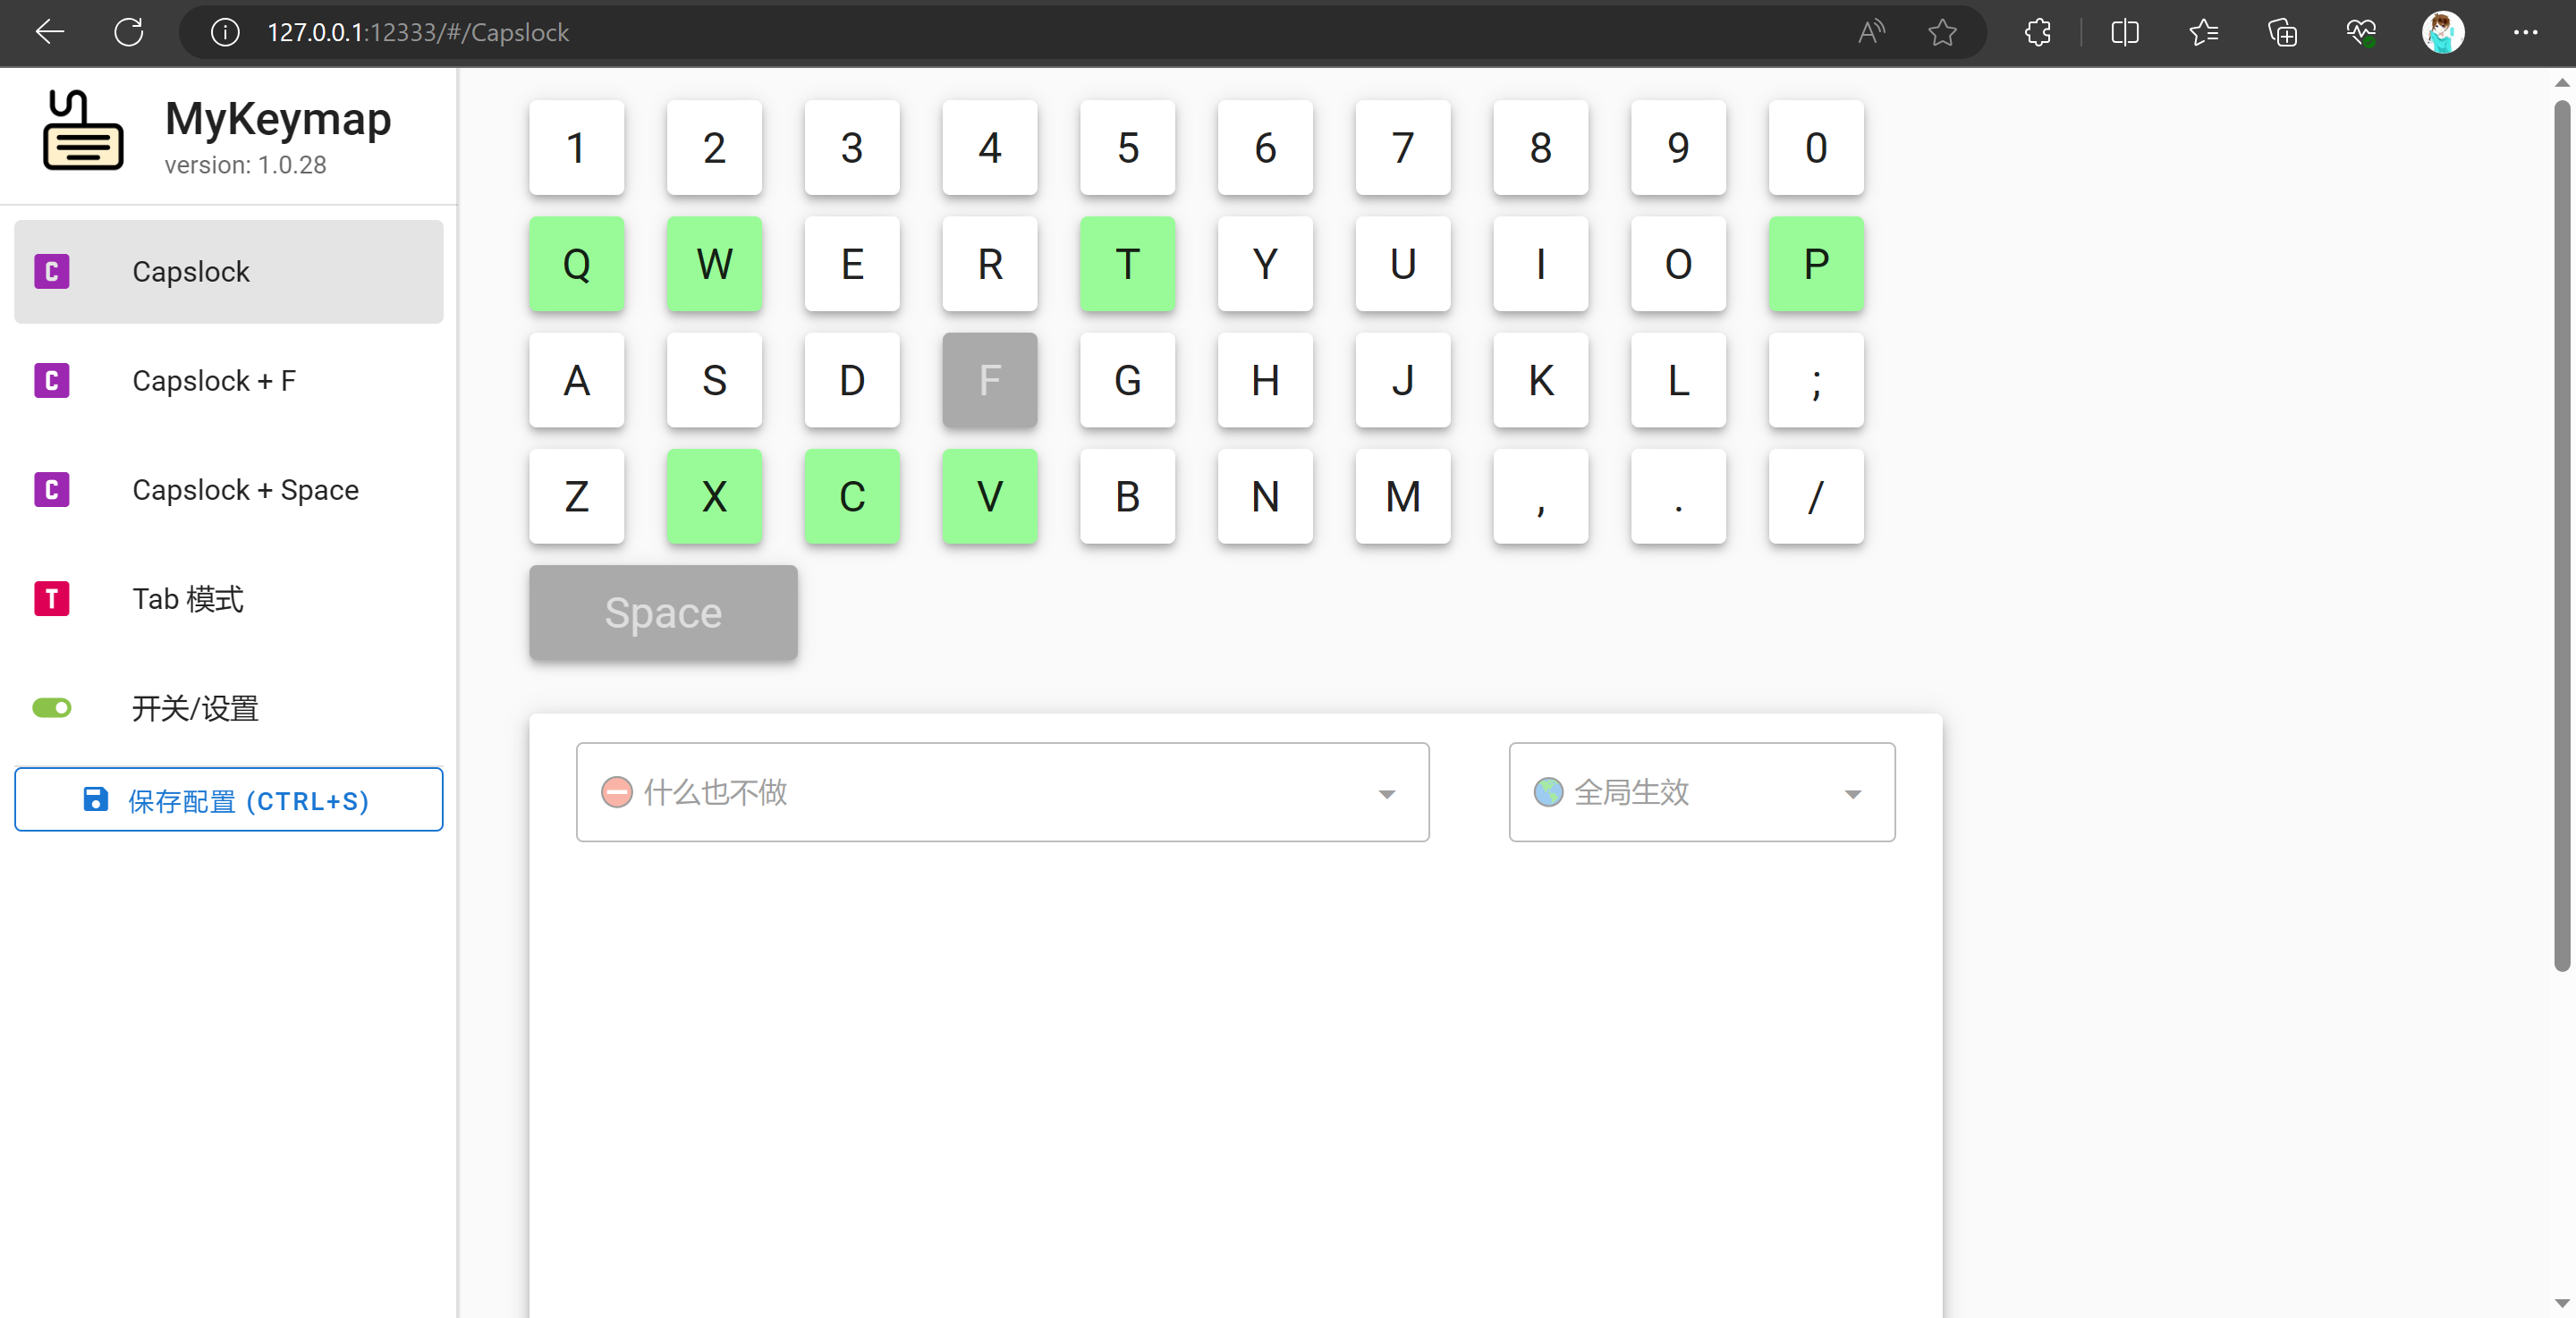 127.0.0.1:12333/#/Capslock
MyKeymap
version: 1.0.28
C Capslock
C Capslock + F
C Capslock + Space
T Tab 模式
开关/设置
保存配置 (CTRL+S)
1 2 3 4 5 6 7 8 9 0
Q W E R T Y U I O P
A S D F G H J K L ;
Z X C V B N M , . /
Space
什么也不做 全局生效